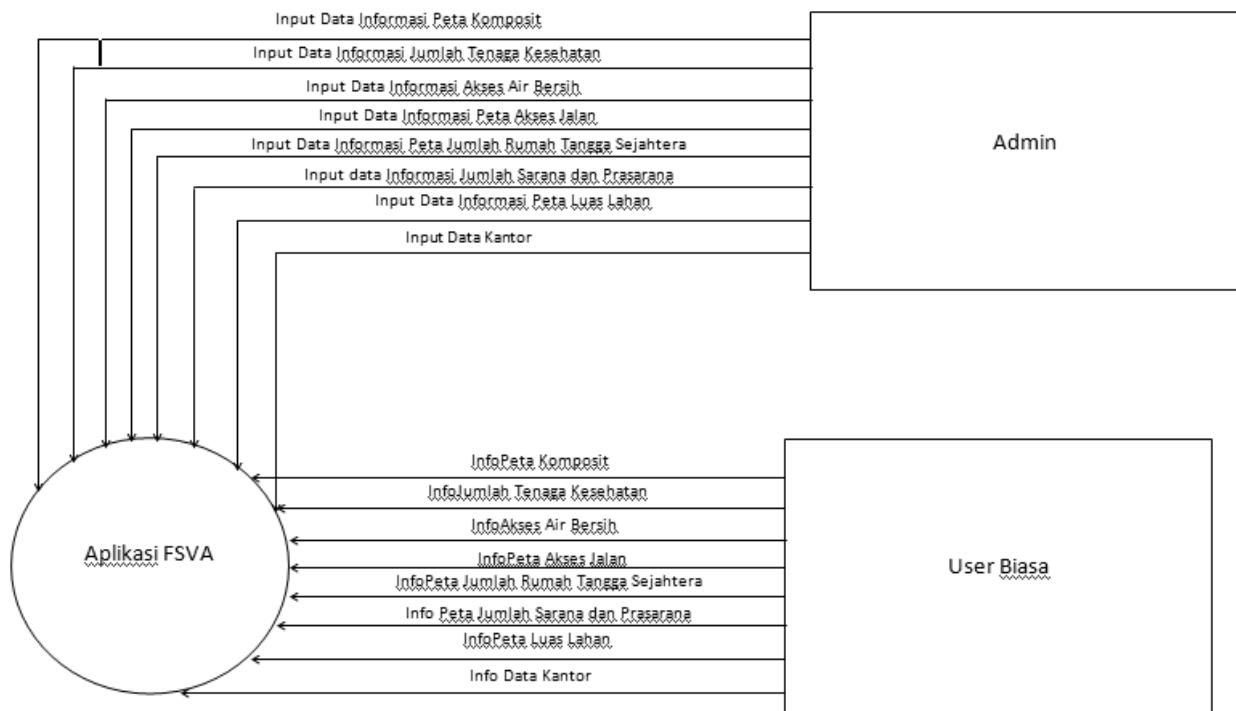 Input Data Informasi Peta Komposit
Input Data Informasi Jumlah Tenaga Kesehatan
Input Data Informasi Akses Air Bersih
Input Data Informasi Peta Akses Jalan
Input Data Informasi Peta Jumlah Rumah Tangga Sejahtera
Input data Informasi Jumlah Sarana dan Prasarana
Input Data Informasi Peta Luas Lahan
Input Data Kantor
Admin
InfoPeta Komposit
InfoJumlah Tenaga Kesehatan
InfoAkses Air Bersih
InfoPeta Akses Jalan
InfoPeta Jumlah Rumah Tangga Sejahtera
Info Peta Jumlah Sarana dan Prasarana
InfoPeta Luas Lahan
Info Data Kantor
Aplikasi FSVA
User Biasa